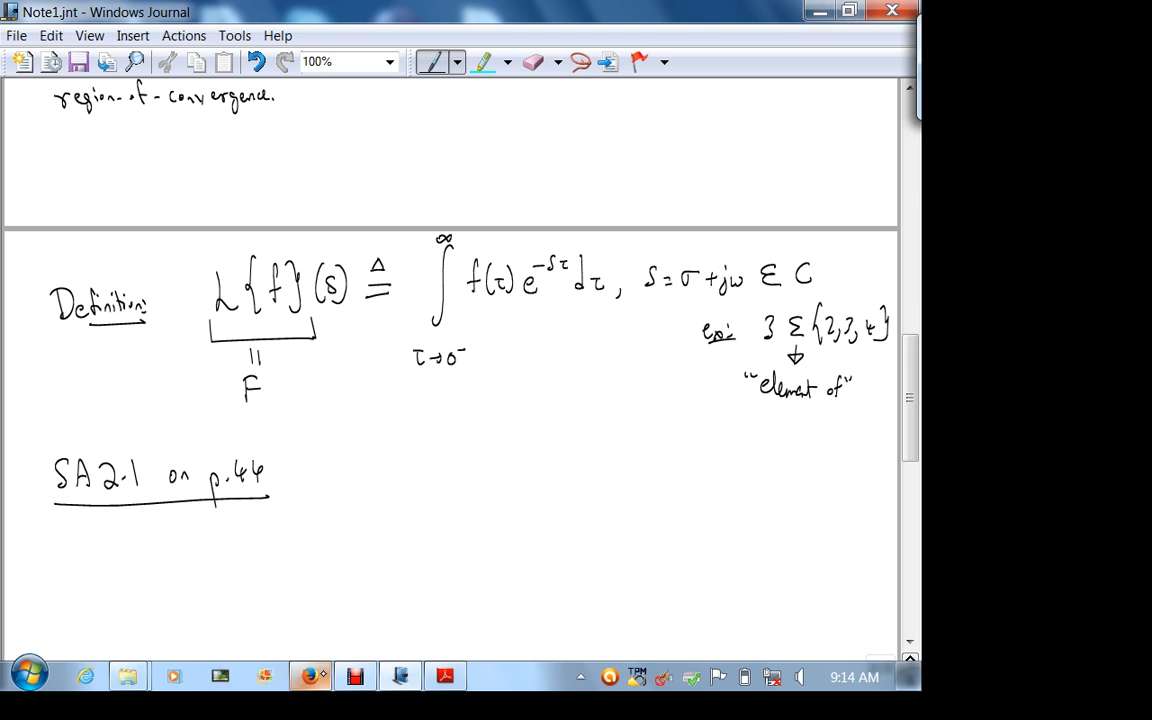 Note1.jnt - Windows Journal
File Edit View Insert Actions Tools Help
100%
region-of-convergence.
∞
Definition: L{f}(s) ≜ ∫ f(τ) e^-sτ dτ, s = σ + jω Σ C
τ→0⁻
ex: 3 Σ {2,3,4}
"element of"
||
F
SA 2.1 on p.44
TPM
9:14 AM